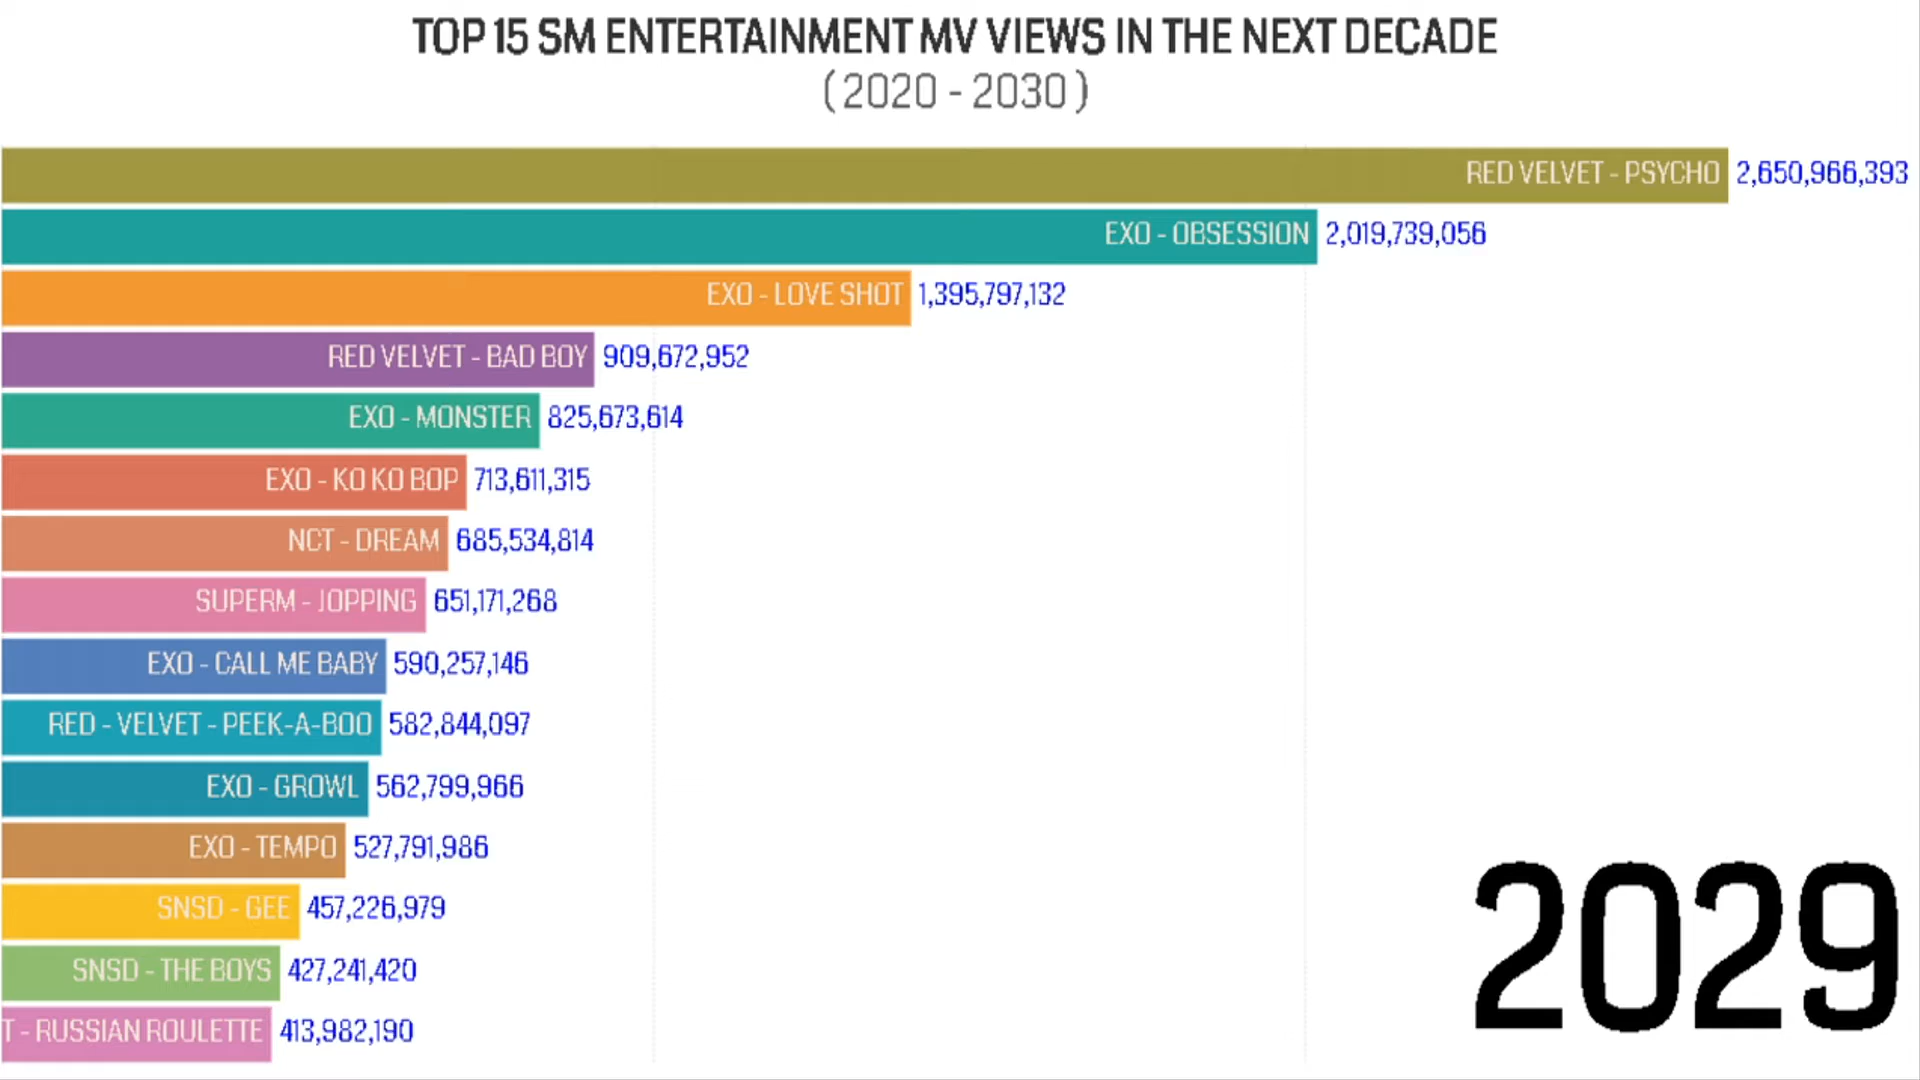 TOP 15 SM ENTERTAINMENT MV VIEWS IN THE NEXT DECADE
( 2020 - 2030 )
RED VELVET - PSYCHO 2,650,966,393
EXO - OBSESSION 2,019,739,056
EXO - LOVE SHOT 1,395,797,132
RED VELVET - BAD BOY 909,672,952
EXO - MONSTER 825,673,614
EXO - KO KO BOP 713,611,315
NCT - DREAM 685,534,814
SUPERM - JOPPING 651,171,268
EXO - CALL ME BABY 590,257,146
RED - VELVET - PEEK-A-BOO 582,844,097
EXO - GROWL 562,799,966
EXO - TEMPO 527,791,986
SNSD - GEE 457,226,979
SNSD - THE BOYS 427,241,420
T - RUSSIAN ROULETTE 413,982,190
2029